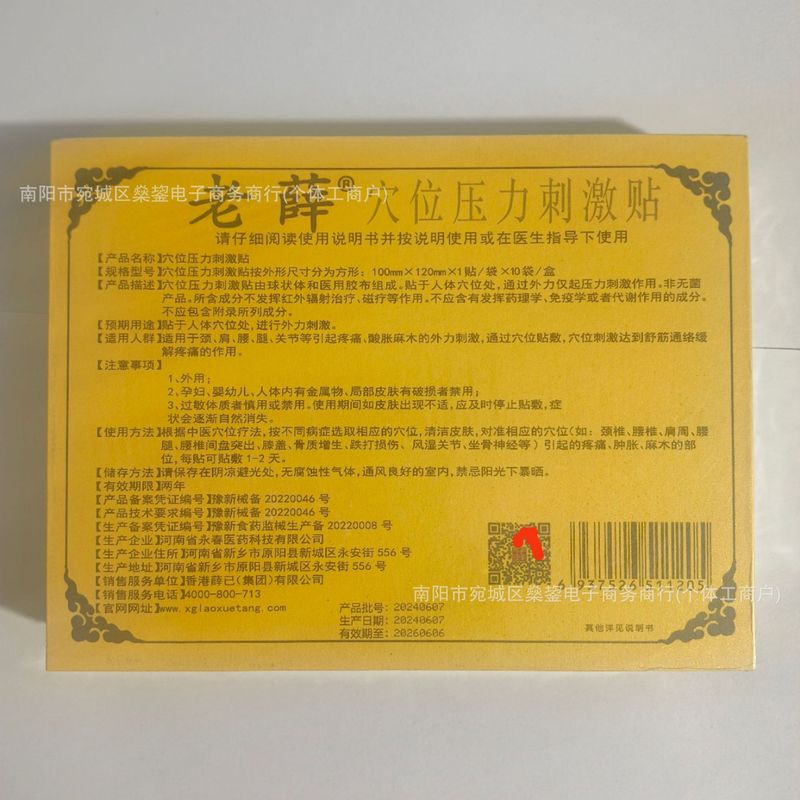 南阳市宛城区燊鋆电子商务商行(个体工商户)
老薛® 穴位压力刺激贴
请仔细阅读使用说明书并按说明使用或在医生指导下使用
【产品名称】穴位压力刺激贴
【规格型号】穴位压力刺激贴按外形尺寸分为方形：100mm×120mm×1贴/袋×10袋/盒
【产品描述】穴位压力刺激贴由球状体和医用胶布组成。贴于人体穴位处，通过外力仅起压力刺激作用。非无菌
产品。所含成分不发挥红外辐射治疗、磁疗等作用。不应含有发挥药理学、免疫学或者代谢作用的成分。
不应包含附录所列成分。
【预期用途】贴于人体穴位处，进行外力刺激。
【适用人群】适用于颈、肩、腰、腿、关节等引起疼痛、酸胀麻木的外力刺激，通过穴位贴敷，穴位刺激达到舒筋通络缓
解疼痛的作用。
【注意事项】
1、外用；
2、孕妇、婴幼儿、人体内有金属物、局部皮肤有破损者禁用；
3、过敏体质者慎用或禁用。使用期间如皮肤出现不适，应及时停止贴敷，症
状会逐渐自然消失。
【使用方法】根据中医穴位疗法，按不同病症选取相应的穴位，清洁皮肤，对准相应的穴位(如：颈椎、腰椎、肩周、腰
腿、腰椎间盘突出、膝盖、骨质增生、跌打损伤、风湿关节、坐骨神经等）引起的疼痛、肿胀、麻木的部
位，每贴可贴敷1-2天。
【储存方法】请保存在阴凉避光处，无腐蚀性气体，通风良好的室内，禁忌阳光下暴晒。
【有效期限】两年
【产品备案凭证编号】豫新械备 20220046 号
【产品技术要求编号】豫新械备 20220046 号
【生产备案凭证编号】豫新食药监械生产备 20220008 号
【生产企业】河南省永春医药科技有限公司
【生产企业住所】河南省新乡市原阳县新城区永安街 556 号
【生产地址】河南省新乡市原阳县新城区永安街 556 号
【销售服务单位】香港薛已(集团)有限公司
【销售服务电话】4000-800-713
【官网网址】www.xglaoxuetang.com
产品批号：20240607
生产日期：20240607
有效期至：20260606
1
6 937526 511205
南阳市宛城区燊鋆电子商务商行(个体工商户)
其他详见说明书